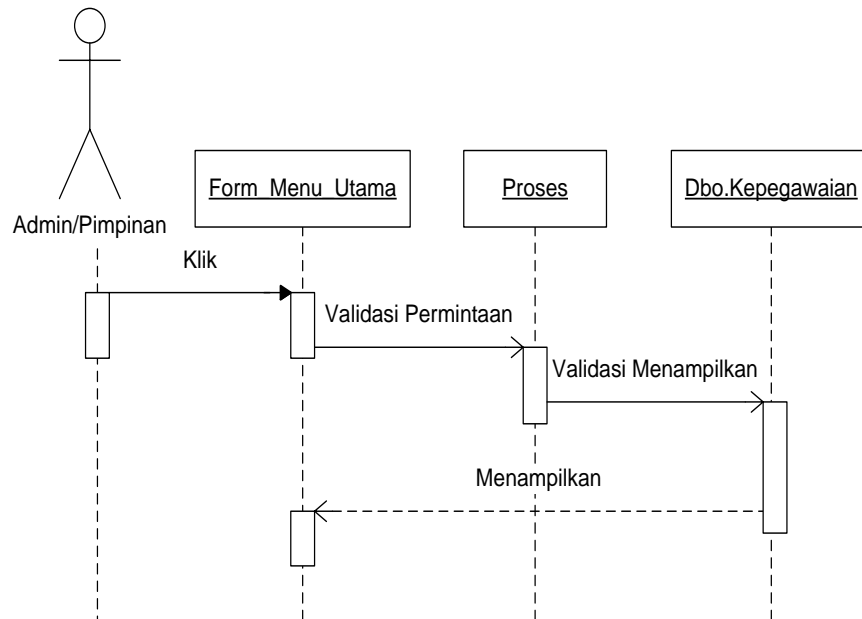 Form_Menu_Utama
Proses
Dbo.Kepegawaian
Admin/Pimpinan
Klik
Validasi Permintaan
Validasi Menampilkan
Menampilkan